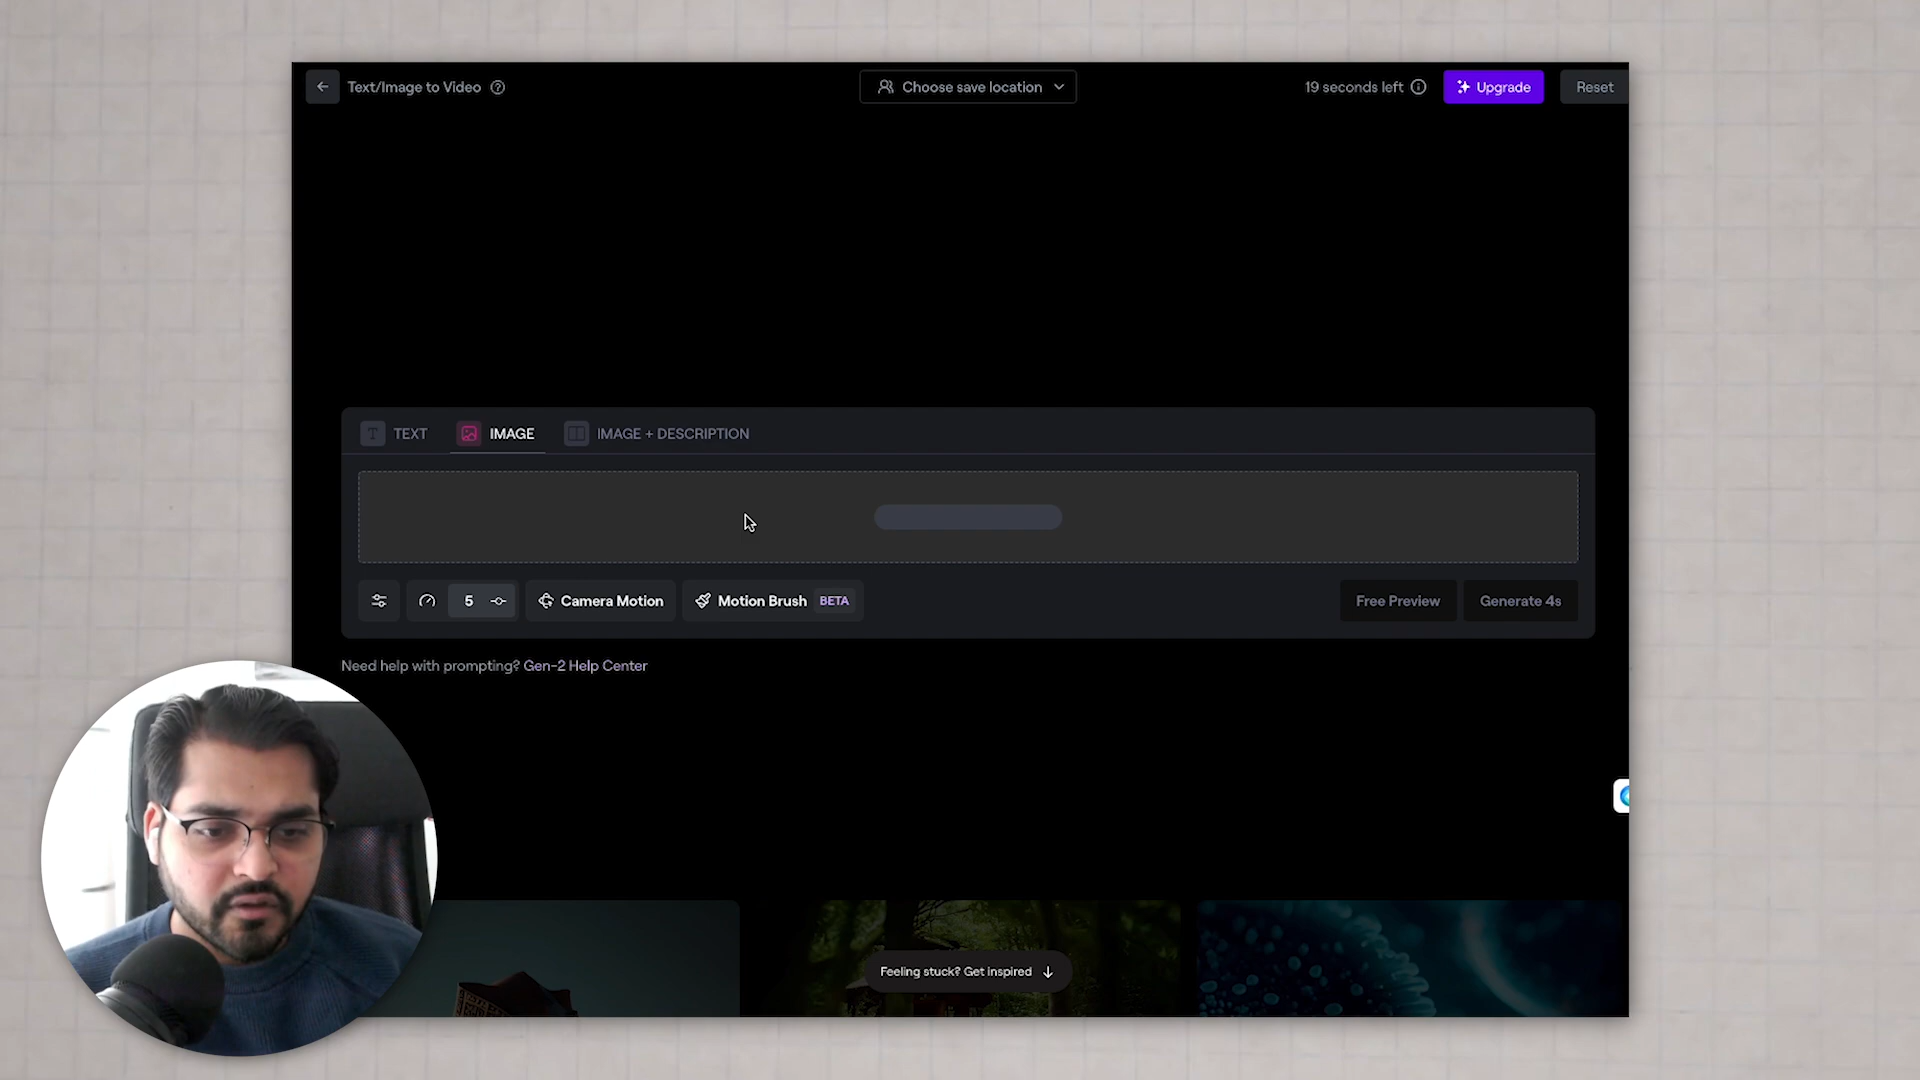 Text/Image to Video
Choose save location
19 seconds left
Upgrade
Reset
T TEXT
IMAGE
IMAGE + DESCRIPTION
5
Camera Motion
Motion Brush BETA
Free Preview
Generate 4s
Need help with prompting? Gen-2 Help Center
Feeling stuck? Get inspired